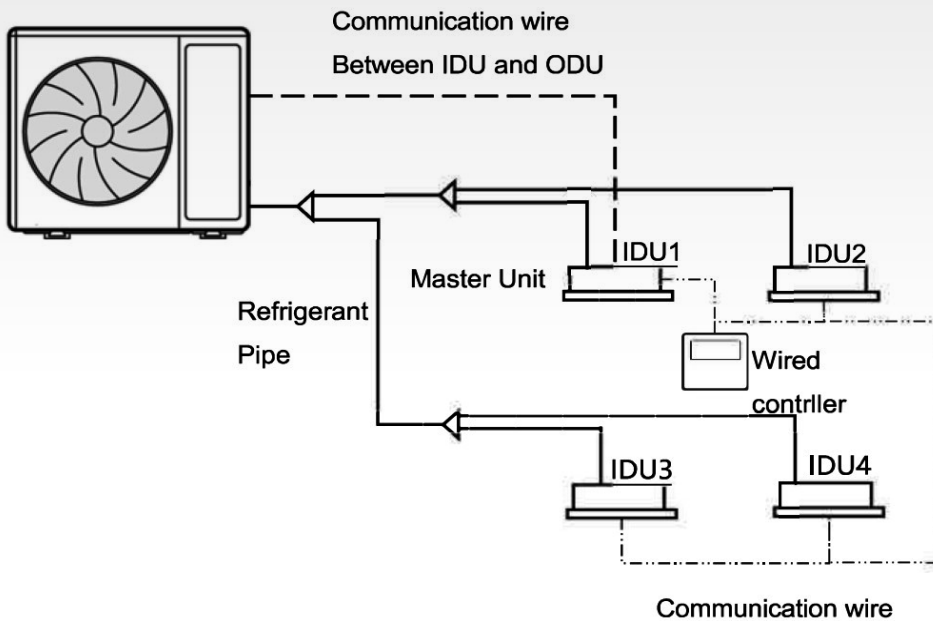 Communication wire
Between IDU and ODU
IDU1
IDU2
Master Unit
Refrigerant
Pipe
Wired
contrller
IDU3
IDU4
Communication wire